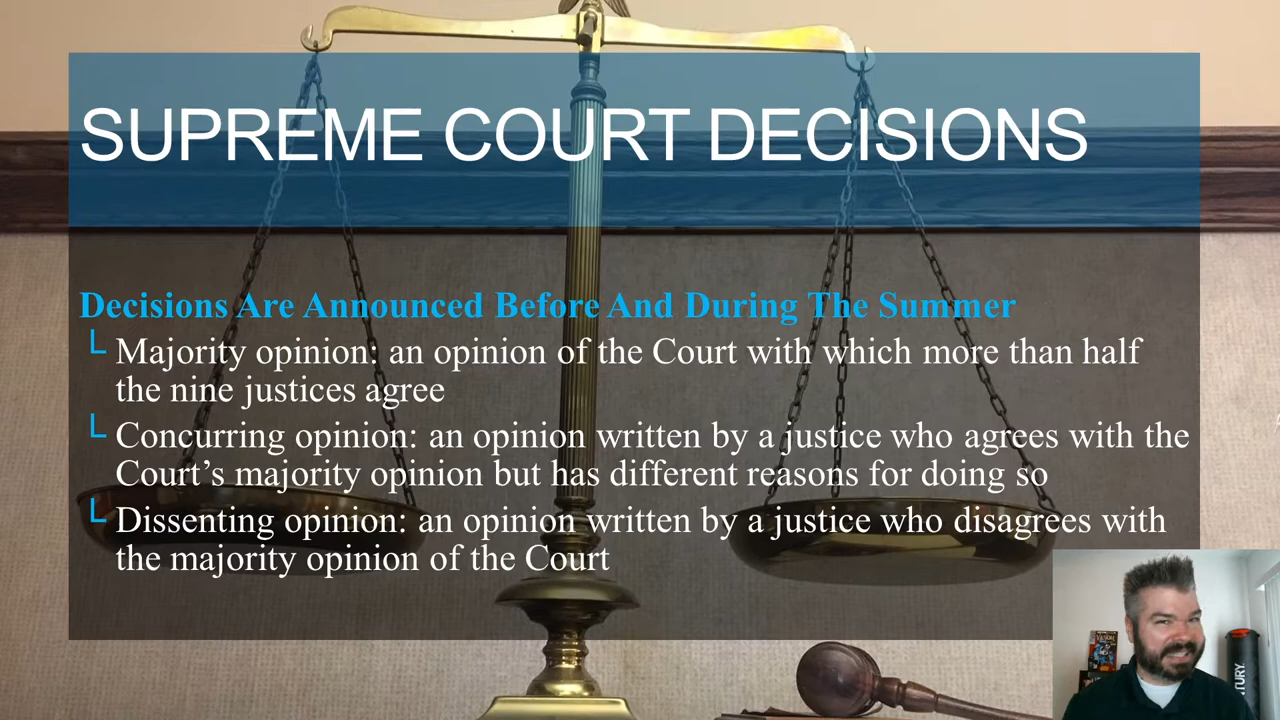 SUPREME COURT DECISIONS
Decisions Are Announced Before And During The Summer
Majority opinion: an opinion of the Court with which more than half
the nine justices agree
Concurring opinion: an opinion written by a justice who agrees with the
Court’s majority opinion but has different reasons for doing so
Dissenting opinion: an opinion written by a justice who disagrees with
the majority opinion of the Court